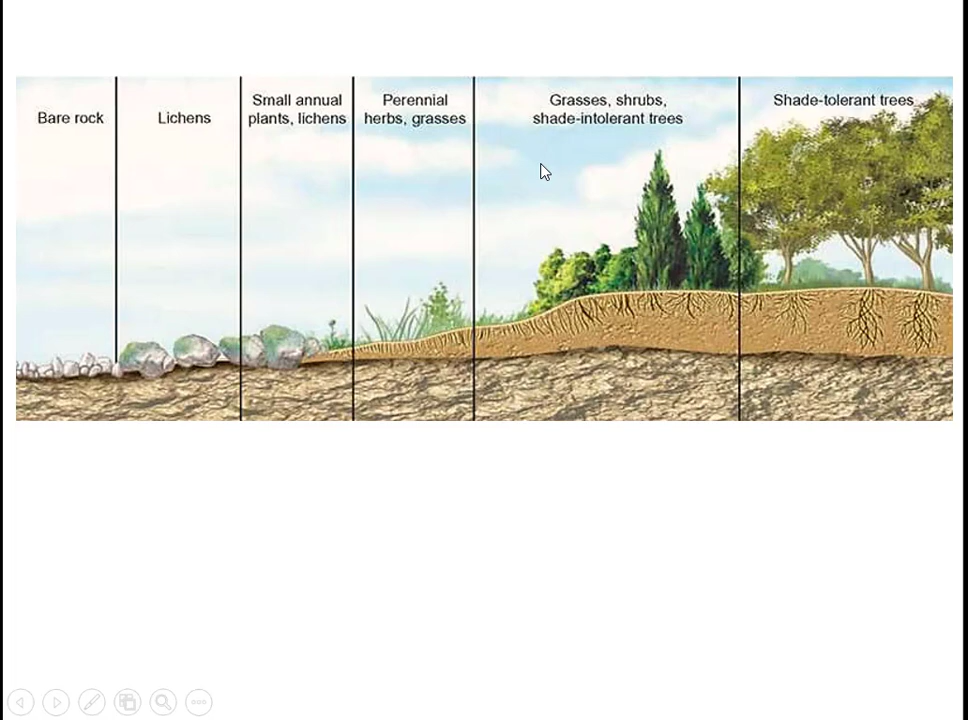 Bare rock
Lichens
Small annual
plants, lichens
Perennial
herbs, grasses
Grasses, shrubs,
shade-intolerant trees
Shade-tolerant trees